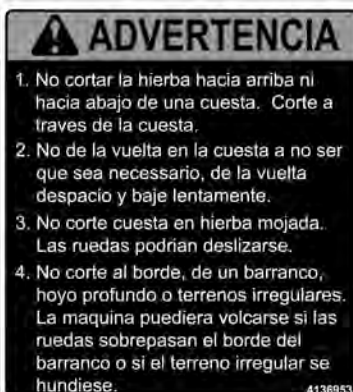 ADVERTENCIA
1. No cortar la hierba hacia arriba ni
hacia abajo de una cuesta. Corte a
traves de la cuesta.
2. No de la vuelta en la cuesta a no ser
que sea necessario, de la vuelta
despacio y baje lentamente.
3. No corte cuesta en hierba mojada.
Las ruedas podrian deslizarse.
4. No corte al borde, de un barranco,
hoyo profundo o terrenos irregulares.
La maquina puediera volcarse si las
ruedas sobrepasan el borde del
barranco o si el terreno irregular se
hundiese.
4136953